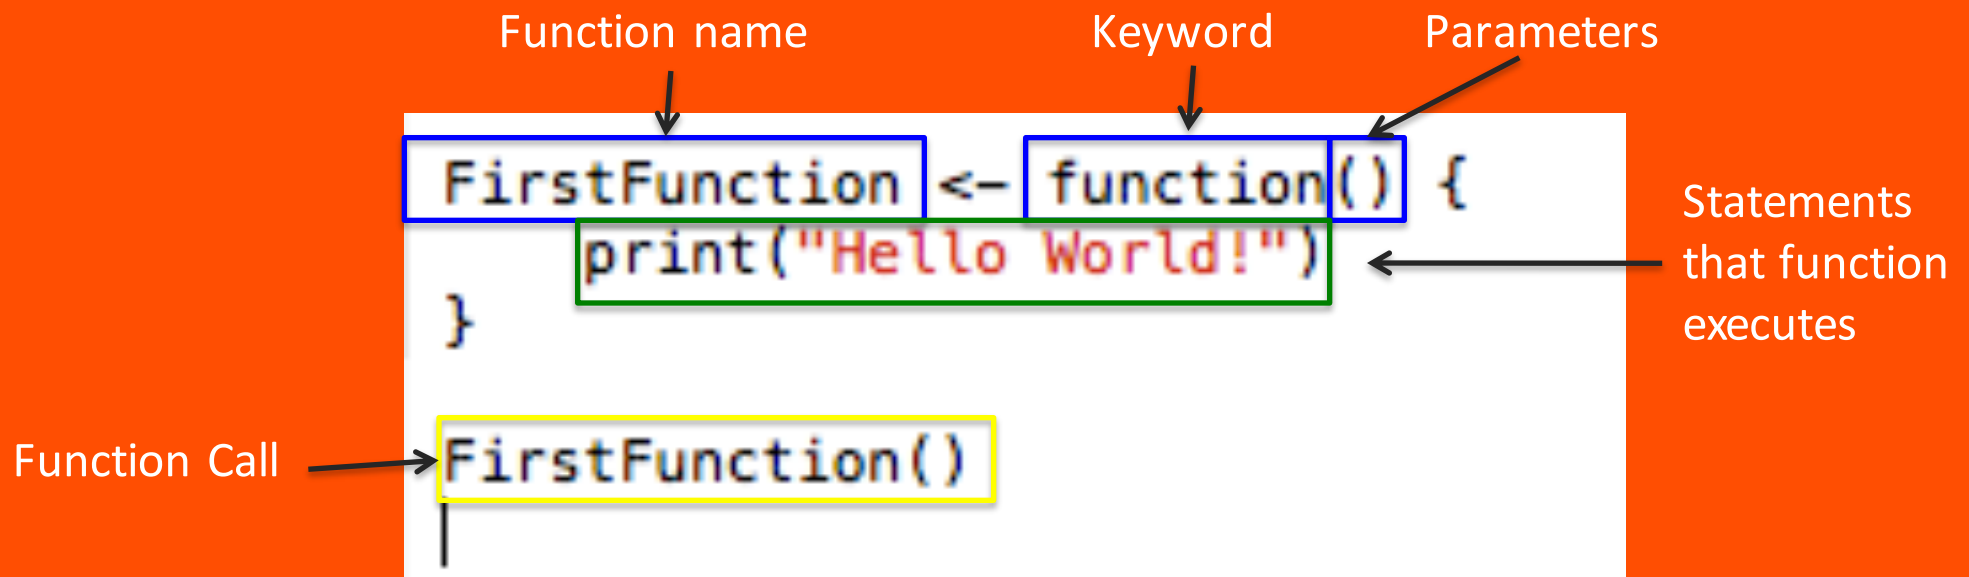 Function name Keyword Parameters
FirstFunction <- function() {
print("Hello World!")
}
Statements
that function
executes
Function Call
FirstFunction()